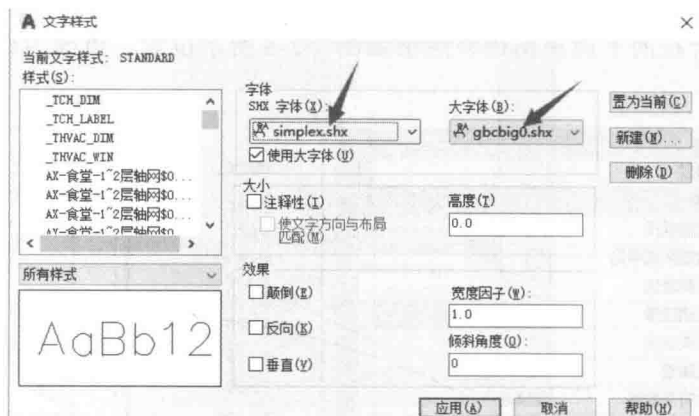 文字样式
当前文字样式: STANDARD
样式(S):
_TCH_DIM
_TCH_LABEL
_THVAC_DIM
_THVAC_WIN
AX-食堂-1~2层轴网$0...
AX-食堂-1~2层轴网$0...
AX-食堂-1~2层轴网$0...
所有样式
AaBb12
字体
SHX 字体(X):
simplex.shx
使用大字体(U)
大字体(B):
gbcbig0.shx
大小
注释性(I)
使文字方向与布局
匹配(M)
高度(T)
0.0
效果
颠倒(E)
反向(K)
垂直(V)
宽度因子(W):
1.0
倾斜角度(O):
0
置为当前(C)
新建(N)...
删除(D)
应用(A)
取消
帮助(H)